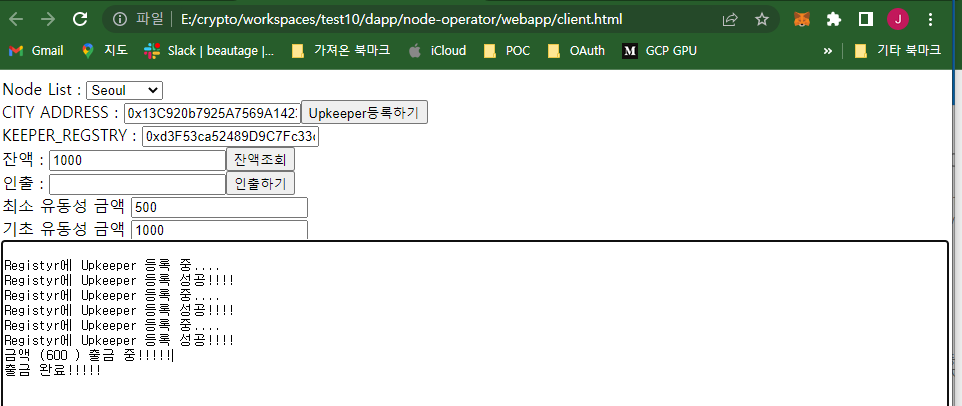 파일 | E:/crypto/workspaces/test10/dapp/node-operator/webapp/client.html
J
Gmail 지도 Slack | beautage |... 가져온 북마크 iCloud POC OAuth M GCP GPU » 기타 북마크
Node List : Seoul
CITY ADDRESS : 0x13C920b7925A7569A142 Upkeeper등록하기
KEEPER_REGSTRY : 0xd3F53ca52489D9C7Fc33
잔액 : 1000 잔액조회
인출 : 인출하기
최소 유동성 금액 500
기초 유동성 금액 1000
Registyr에 Upkeeper 등록 중....
Registyr에 Upkeeper 등록 성공!!!!
Registyr에 Upkeeper 등록 중....
Registyr에 Upkeeper 등록 성공!!!!
Registyr에 Upkeeper 등록 중....
Registyr에 Upkeeper 등록 성공!!!!
금액 (600 ) 출금 중!!!!!
출금 완료!!!!!